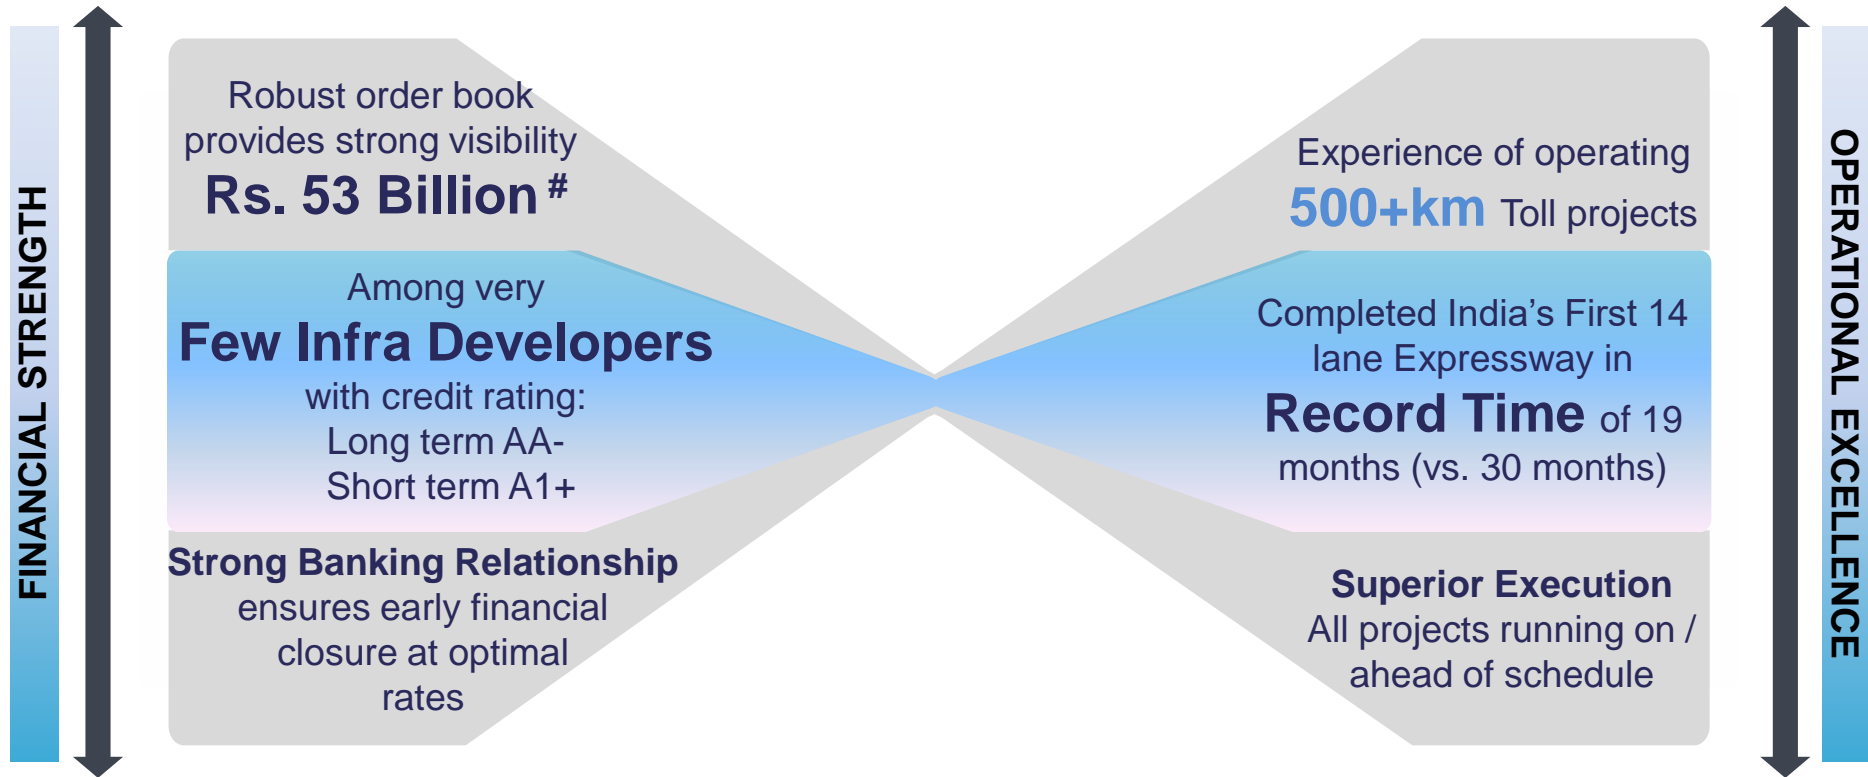 FINANCIAL STRENGTH
Robust order book
provides strong visibility
Rs. 53 Billion #
Among very
Few Infra Developers
with credit rating:
Long term AA-
Short term A1+
Strong Banking Relationship
ensures early financial
closure at optimal
rates
Experience of operating
500+km Toll projects
Completed India’s First 14
lane Expressway in
Record Time of 19
months (vs. 30 months)
Superior Execution
All projects running on /
ahead of schedule
OPERATIONAL EXCELLENCE